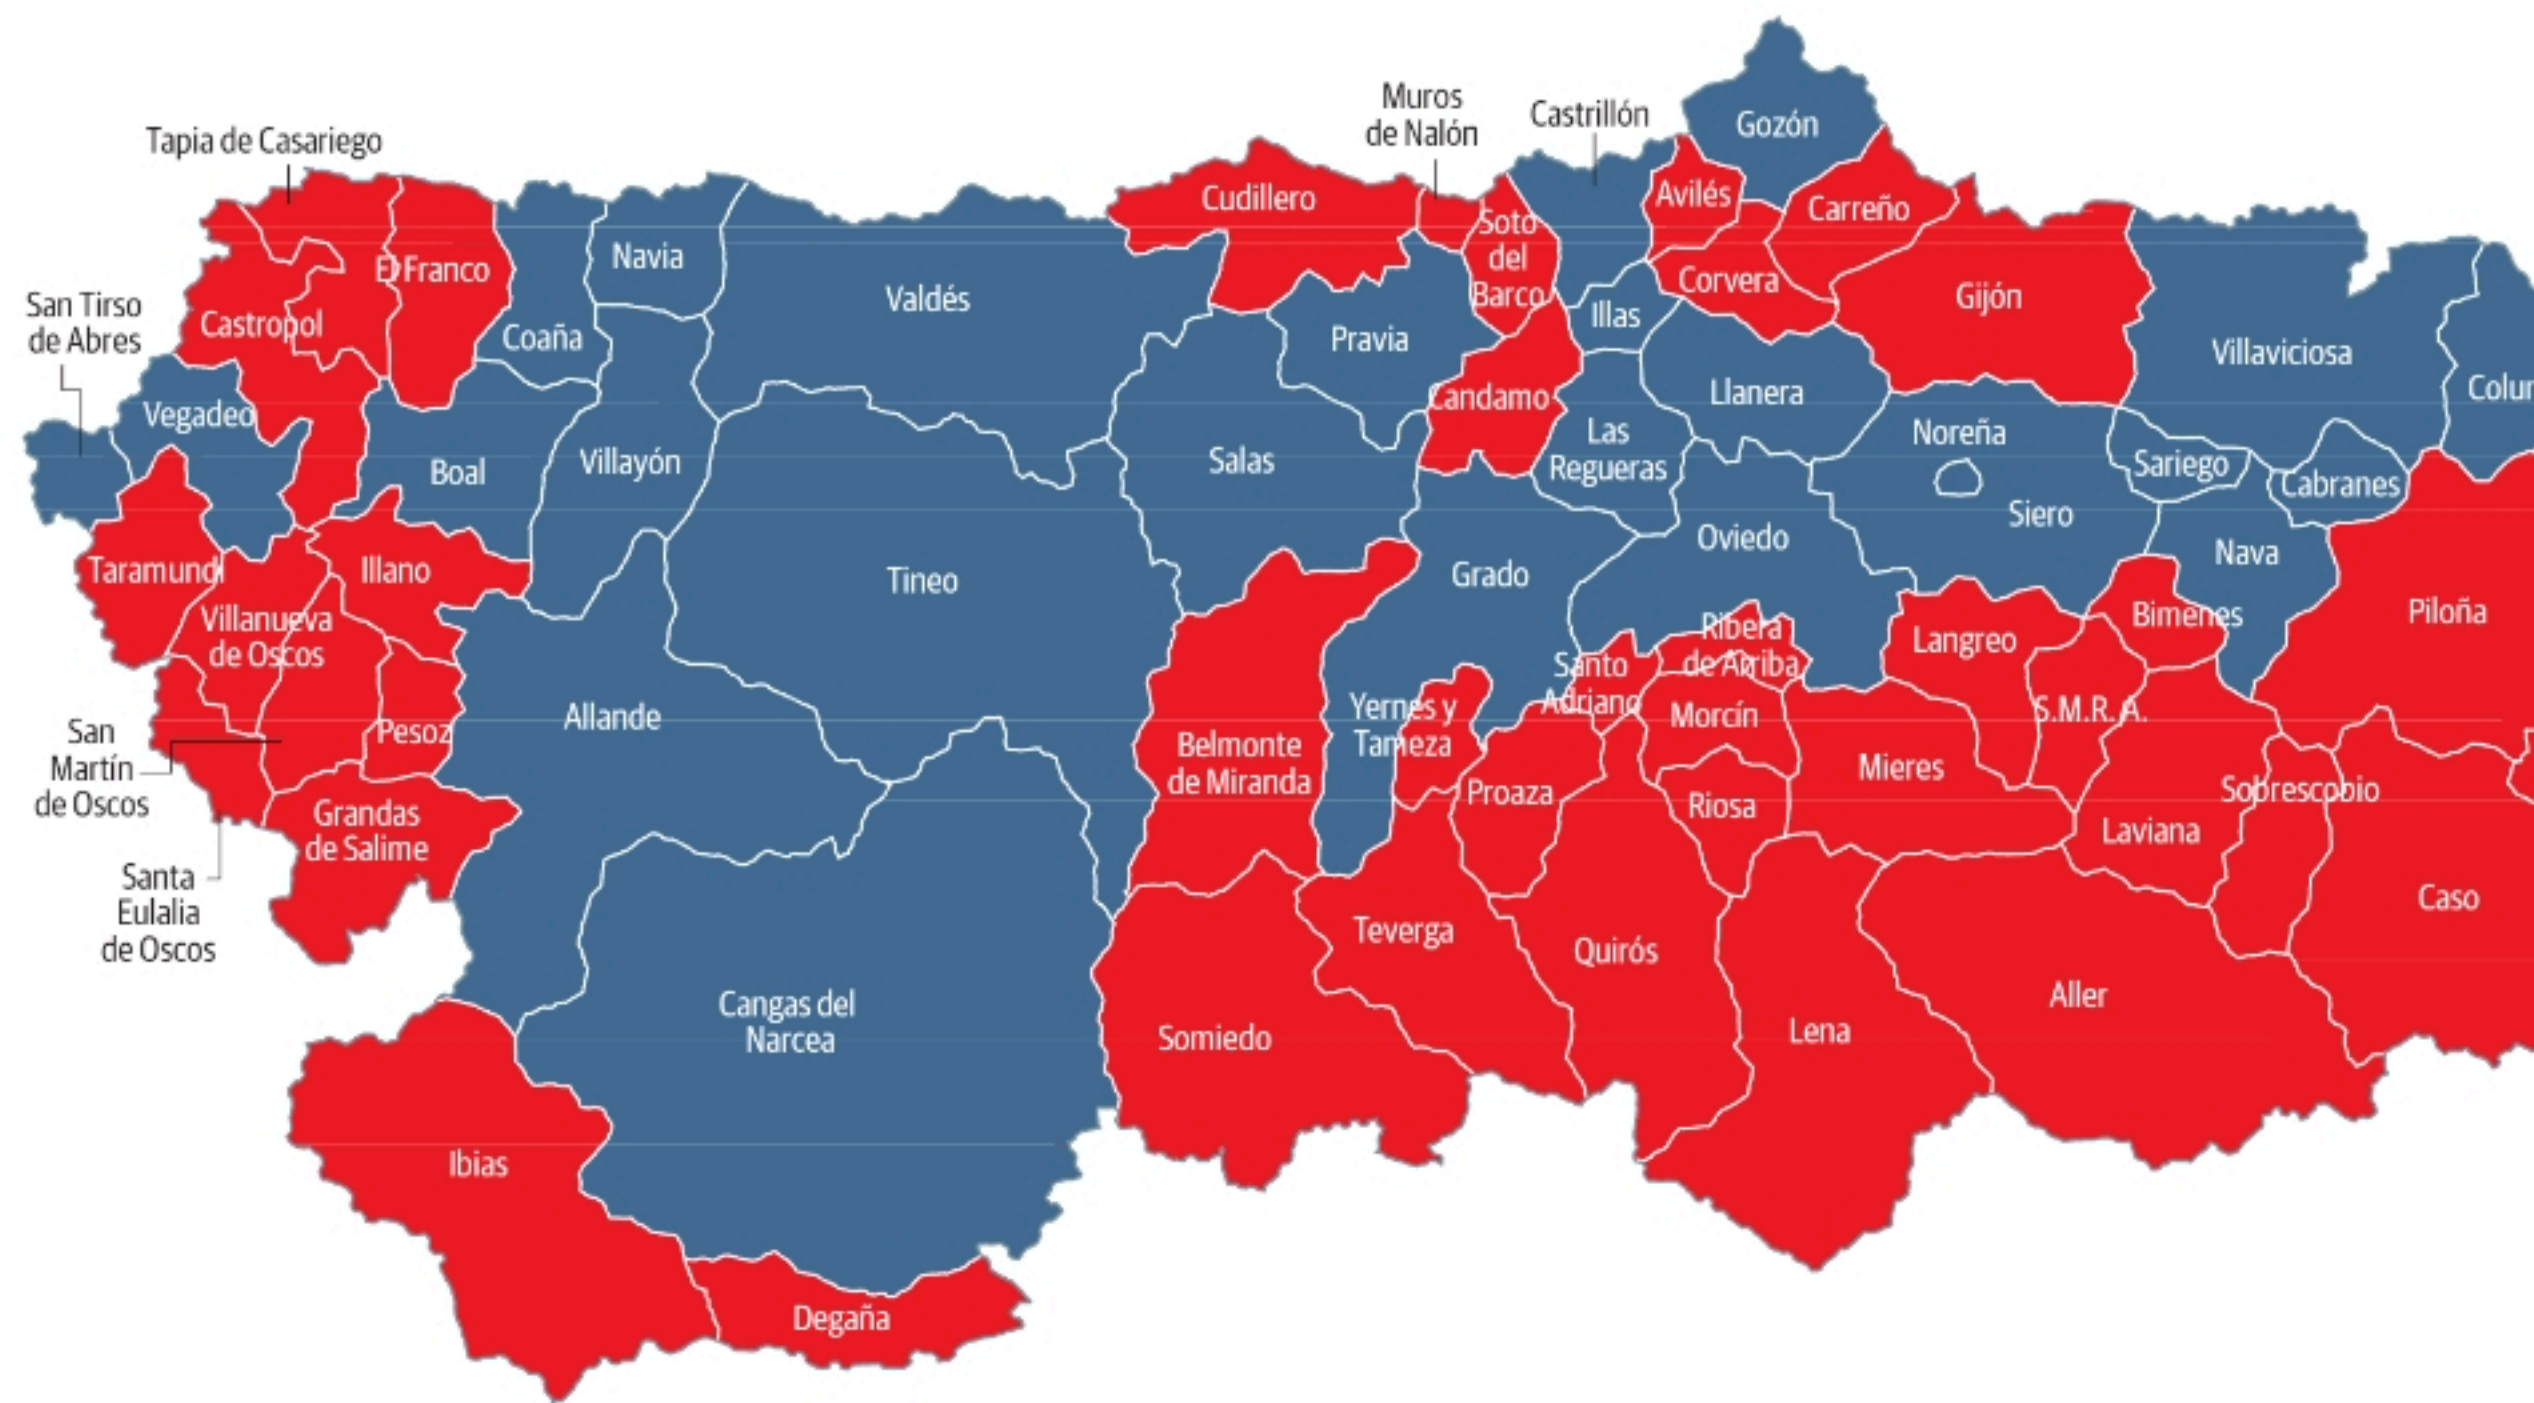 Tapia de Casariego
Muros
de Nalón
Castrillón
Gozón
Cudillero
Avilés
Carreño
Soto
del
Barco
Corvera
Gijón
San Tirso
de Abres
El Franco
Navia
Valdés
Castropol
Coaña
Pravia
Illas
Villaviciosa
Colun
Vegadeo
Candamo
Llanera
Boal
Villayón
Salas
Las
Regueras
Noreña
Sariego
Cabranes
Siero
Oviedo
Nava
Taramundi
Illano
Tineo
Grado
Villanueva
de Oscos
Ribera
de Arriba
Langreo
Bimenes
Piloña
Santo
Adriano
San
Martín
de Oscos
Pesoz
Allande
Belmonte
de Miranda
Yernes y
Tameza
Morcín
S.M.R.A.
Mieres
Proaza
Riosa
Sobrescobio
Laviana
Grandas
de Salime
Santa
Eulalia
de Oscos
Teverga
Quirós
Caso
Cangas del
Narcea
Somiedo
Lena
Aller
Ibias
Degaña